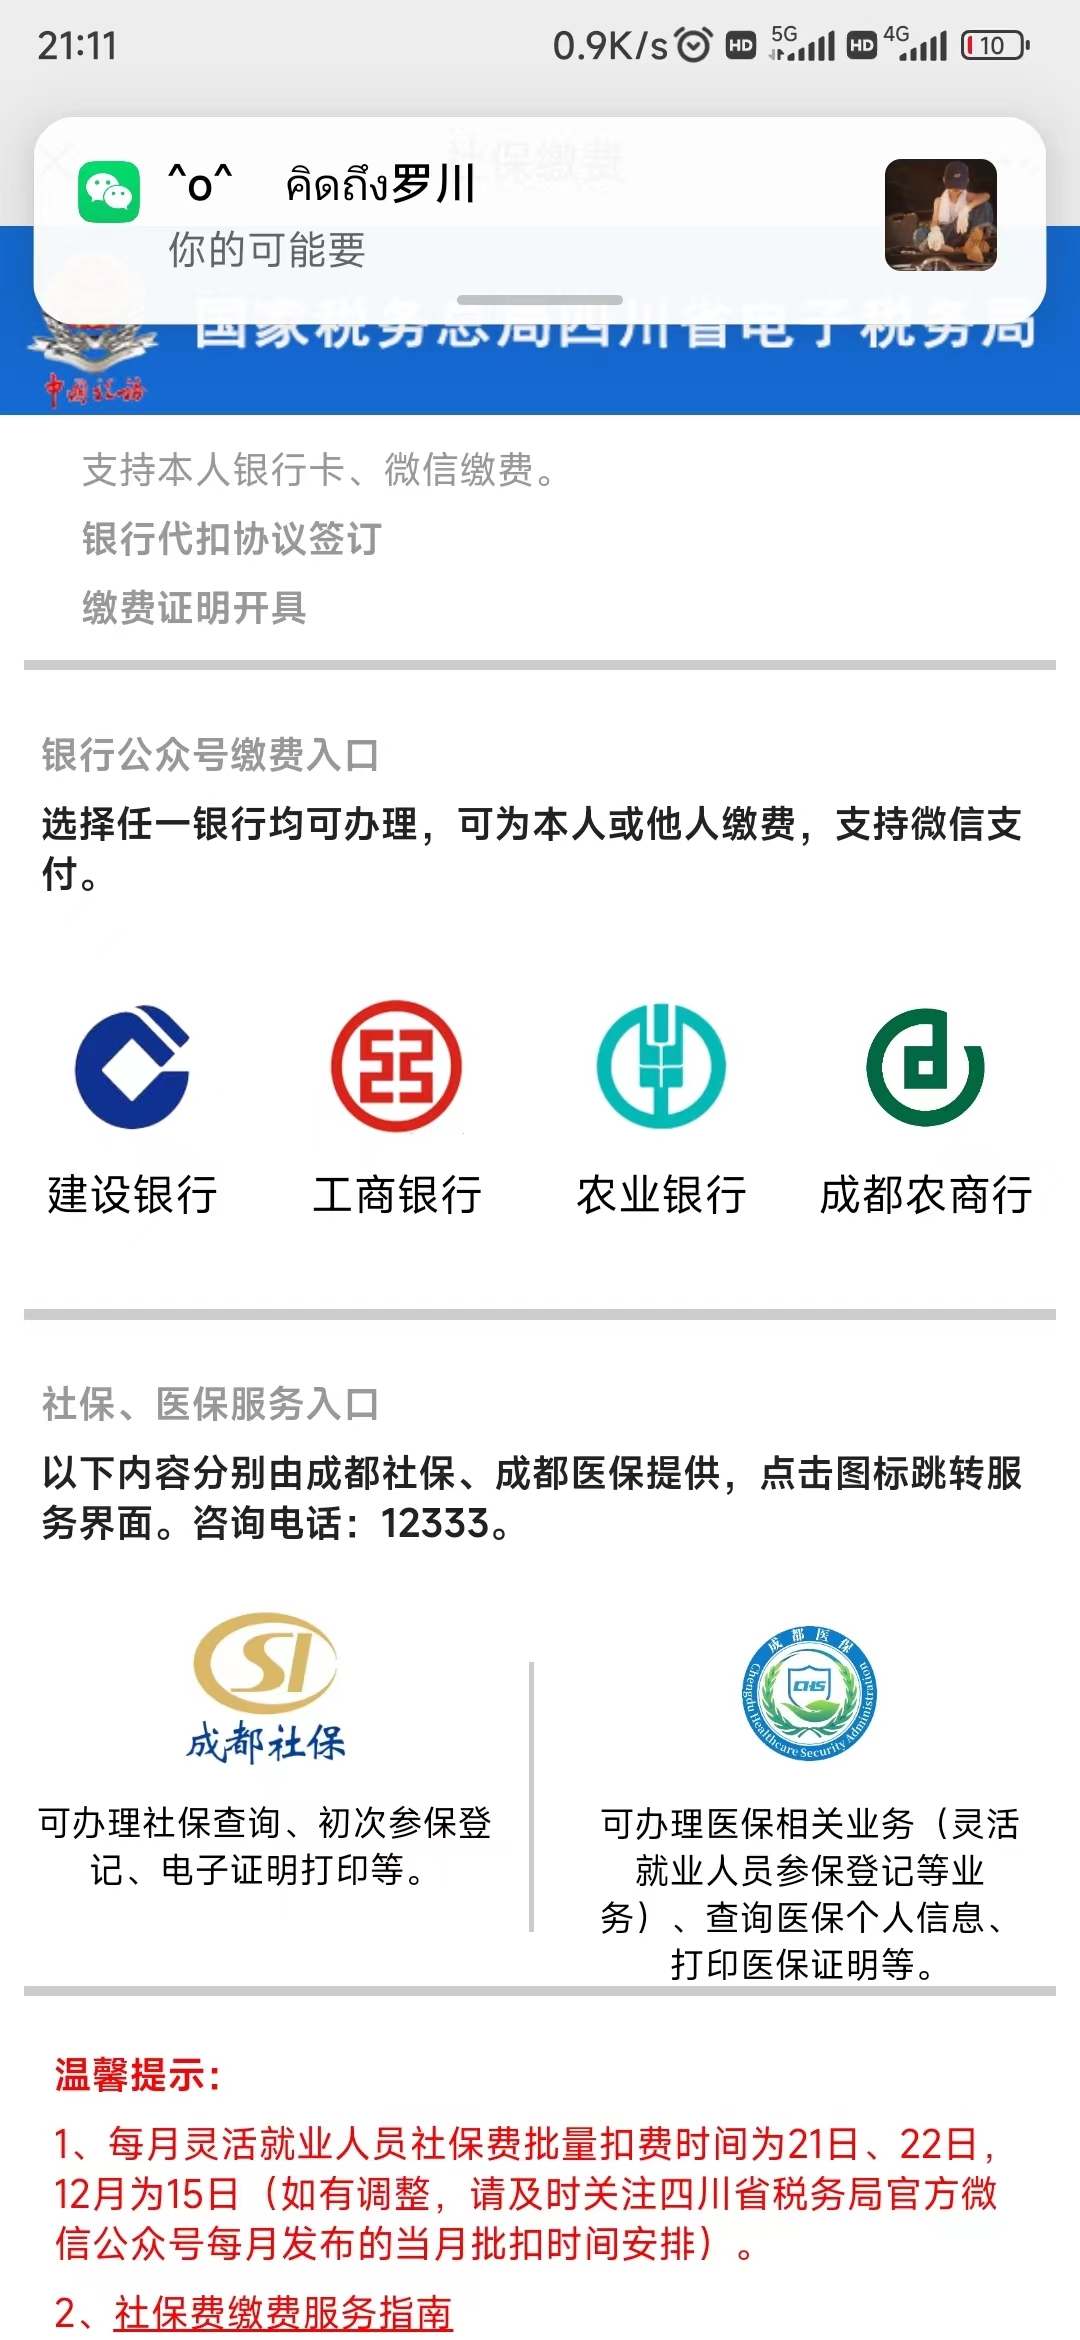 21:11
0.9K/s HD 5G HD 4G 10
社保缴费
^o^ คิดถึง罗川
你的可能要
国家税务总局四川省电子税务局
中国税务
支持本人银行卡、微信缴费。
银行代扣协议签订
缴费证明开具
银行公众号缴费入口
选择任一银行均可办理，可为本人或他人缴费，支持微信支
付。
建设银行 工商银行 农业银行 成都农商行
社保、医保服务入口
以下内容分别由成都社保、成都医保提供，点击图标跳转服
务界面。咨询电话：12333。
SI
成都社保
可办理社保查询、初次参保登
记、电子证明打印等。
成都医保
CHS
Chengdu Healthcare Security Administration
可办理医保相关业务（灵活
就业人员参保登记等业
务）、查询医保个人信息、
打印医保证明等。
温馨提示：
1、每月灵活就业人员社保费批量扣费时间为21日、22日，
12月为15日（如有调整，请及时关注四川省税务局官方微
信公众号每月发布的当月批扣时间安排）。
2、社保费缴费服务指南